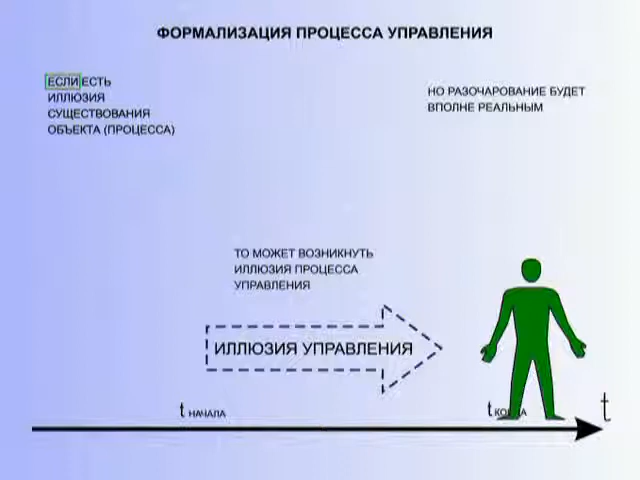 ФОРМАЛИЗАЦИЯ ПРОЦЕССА УПРАВЛЕНИЯ
ЕСЛИ ЕСТЬ
ИЛЛЮЗИЯ
СУЩЕСТВОВАНИЯ
ОБЪЕКТА (ПРОЦЕССА)
НО РАЗОЧАРОВАНИЕ БУДЕТ
ВПОЛНЕ РЕАЛЬНЫМ
ТО МОЖЕТ ВОЗНИКНУТЬ
ИЛЛЮЗИЯ ПРОЦЕССА
УПРАВЛЕНИЯ
ИЛЛЮЗИЯ УПРАВЛЕНИЯ
t НАЧАЛА
t
t